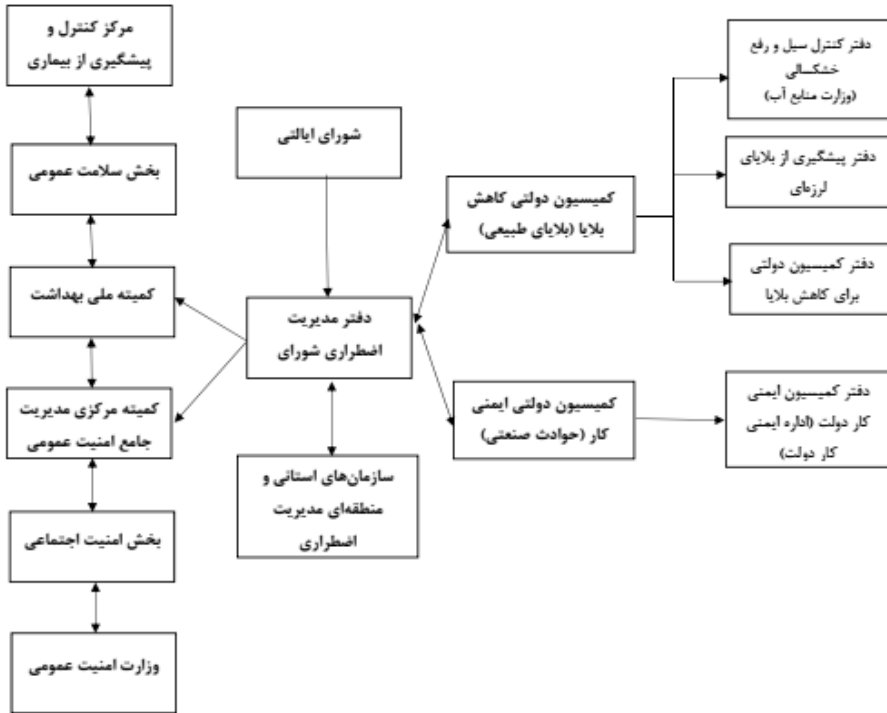 مرکز کنترل و
پیشگیری از بیماری
بخش سلامت عمومی
کمیته ملی بهداشت
کمیته مرکزی مدیریت
جامع امنیت عمومی
بخش امنیت اجتماعی
وزارت امنیت عمومی
شورای ایالتی
دفتر مدیریت
اضطراری شورای
سازمان‌های استانی و
منطقه‌ای مدیریت
اضطراری
کمیسیون دولتی کاهش
بلایا (بلایای طبیعی)
کمیسیون دولتی ایمنی
کار (حوادث صنعتی)
دفتر کنترل سیل و رفع
خشکسالی
(وزارت منابع آب)
دفتر پیشگیری از بلایای
لرزه‌ای
دفتر کمیسیون دولتی
برای کاهش بلایا
دفتر کمیسیون ایمنی
کار دولت (اداره ایمنی
کار دولت)